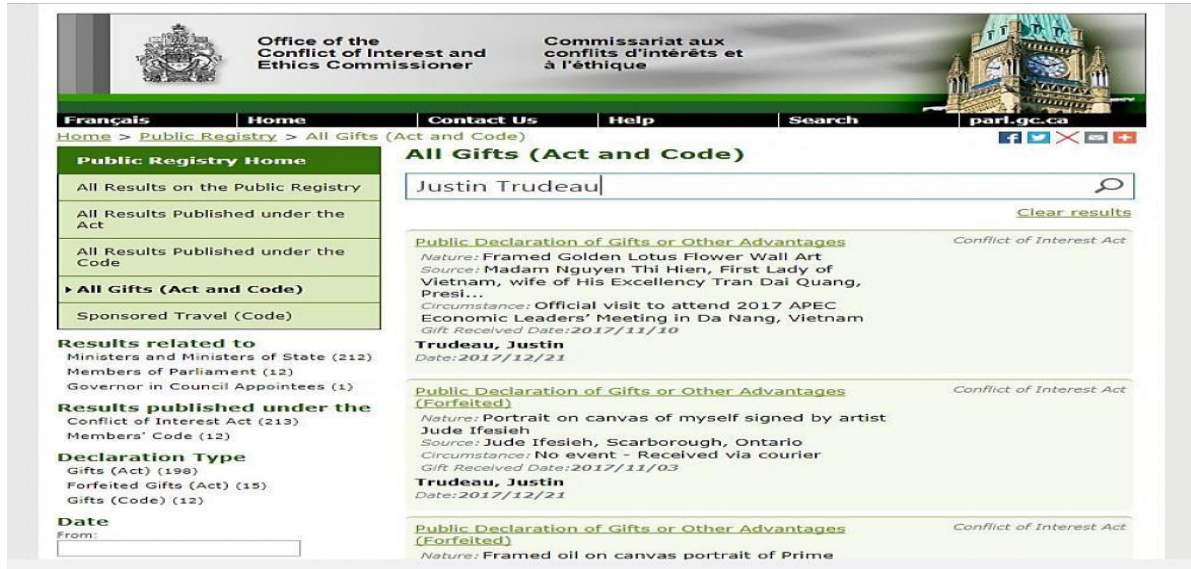 Office of the
Conflict of Interest and
Ethics Commissioner
Commissariat aux
conflits d'intérêts et
à l'éthique
Français Home Contact Us Help Search parl.gc.ca
Home > Public Registry > All Gifts (Act and Code)
Public Registry Home
All Results on the Public Registry
All Results Published under the
Act
All Results Published under the
Code
All Gifts (Act and Code)
Sponsored Travel (Code)
Results related to
Ministers and Ministers of State (212)
Members of Parliament (12)
Governor in Council Appointees (1)
Results published under the
Conflict of Interest Act (213)
Members' Code (12)
Declaration Type
Gifts (Act) (198)
Forfeited Gifts (Act) (15)
Gifts (Code) (12)
Date
From:
All Gifts (Act and Code)
Justin Trudeau
Clear results
Public Declaration of Gifts or Other Advantages Conflict of Interest Act
Nature: Framed Golden Lotus Flower Wall Art
Source: Madam Nguyen Thi Hien, First Lady of
Vietnam, wife of His Excellency Tran Dai Quang,
Presi...
Circumstance: Official visit to attend 2017 APEC
Economic Leaders' Meeting in Da Nang, Vietnam
Gift Received Date:2017/11/10
Trudeau, Justin
Date:2017/12/21
Public Declaration of Gifts or Other Advantages Conflict of Interest Act
(Forfeited)
Nature: Portrait on canvas of myself signed by artist
Jude Ifesieh
Source: Jude Ifesieh, Scarborough, Ontario
Circumstance: No event - Received via courier
Gift Received Date:2017/11/03
Trudeau, Justin
Date:2017/12/21
Public Declaration of Gifts or Other Advantages Conflict of Interest Act
(Forfeited)
Nature: Framed oil on canvas portrait of Prime